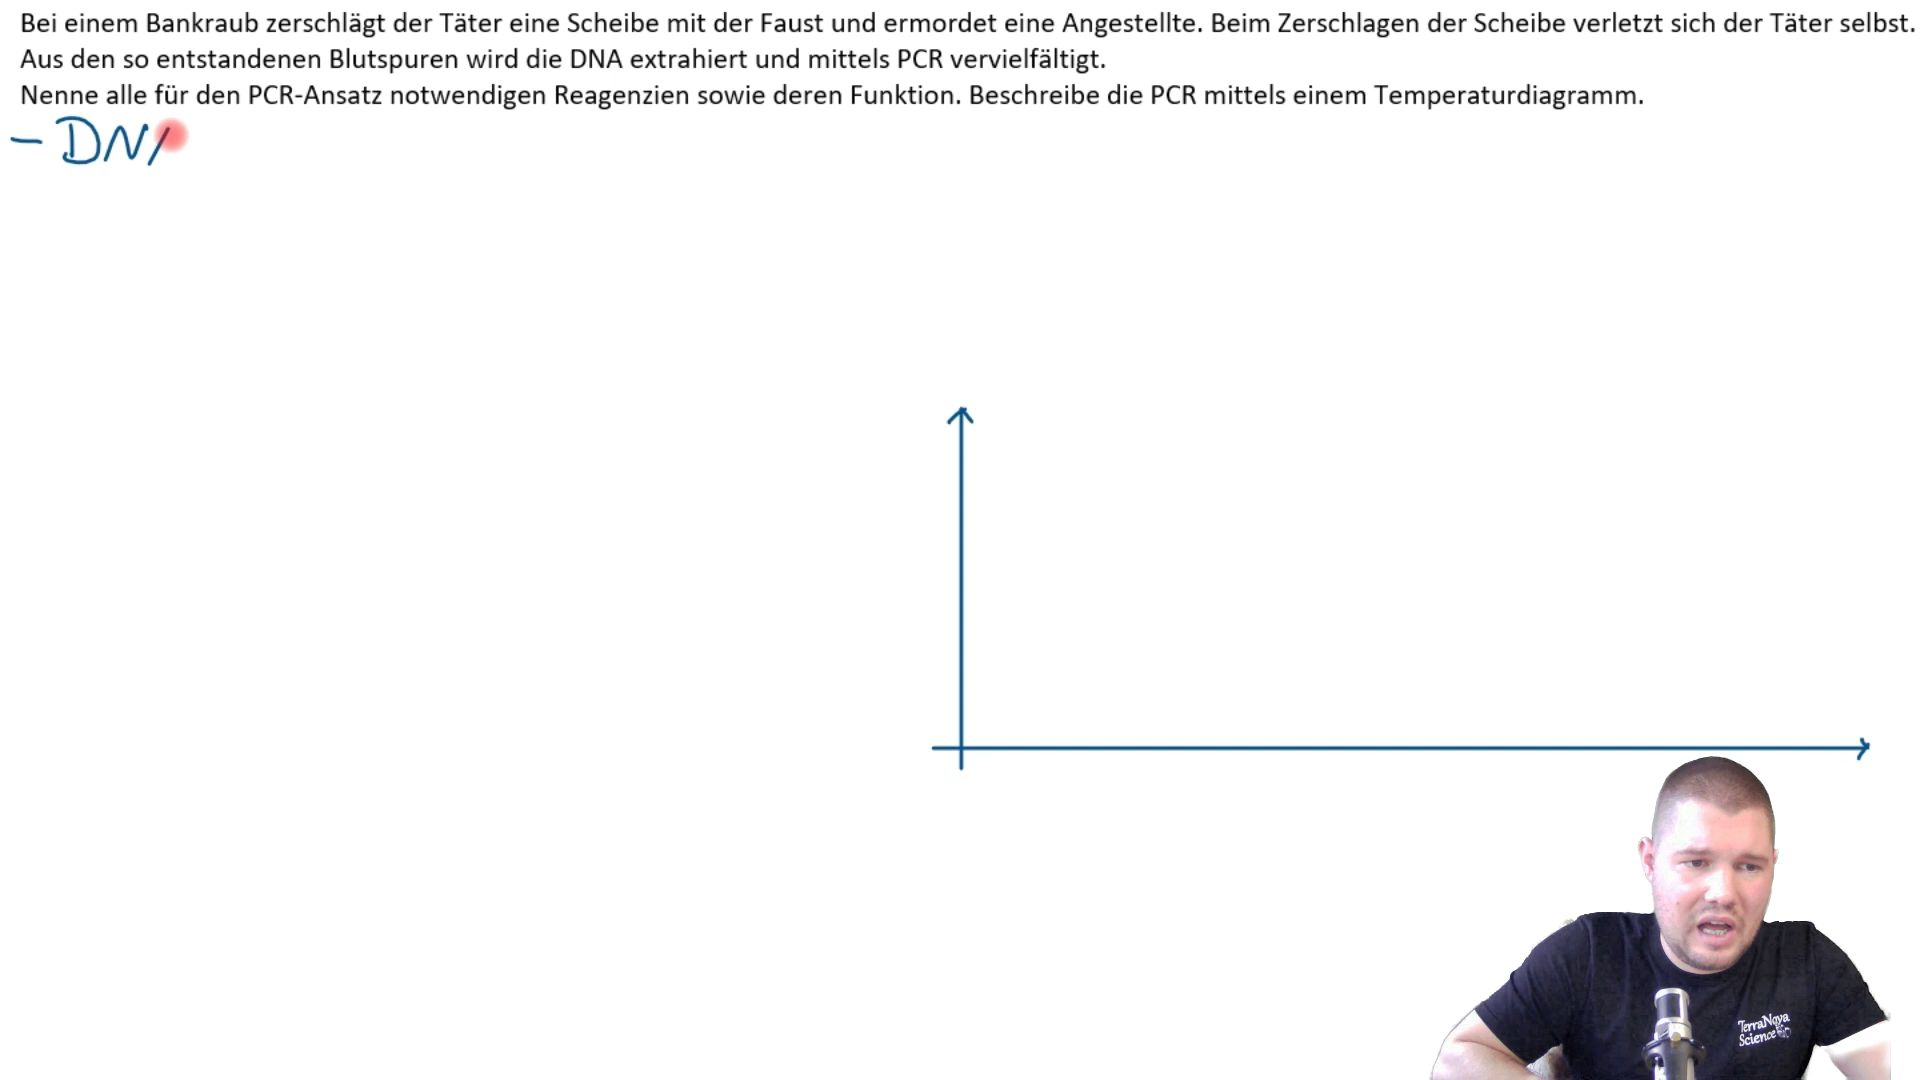 Bei einem Bankraub zerschlägt der Täter eine Scheibe mit der Faust und ermordet eine Angestellte. Beim Zerschlagen der Scheibe verletzt sich der Täter selbst.
Aus den so entstandenen Blutspuren wird die DNA extrahiert und mittels PCR vervielfältigt.
Nenne alle für den PCR-Ansatz notwendigen Reagenzien sowie deren Funktion. Beschreibe die PCR mittels einem Temperaturdiagramm.
- DN/
TerraNova
Science